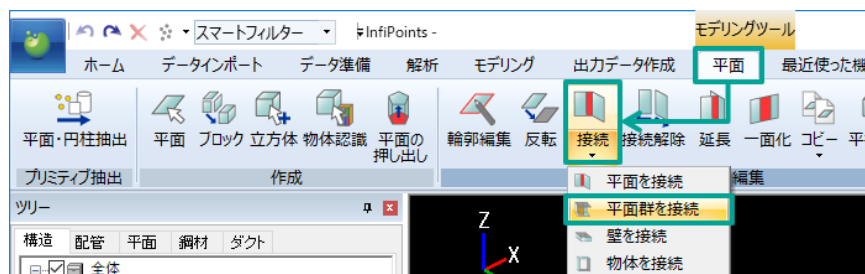 スマートフィルター InfiPoints - モデリングツール
ホーム データインポート データ準備 解析 モデリング 出力データ作成 平面 最近使った機
平面・円柱抽出 平面 ブロック 立方体 物体認識 平面の押し出し 輪郭編集 反転 接続 接続解除 延長 一面化 コピー 平
プリミティブ抽出 作成 編集
平面を接続
ツリー 平面群を接続
Z
構造 配管 平面 鋼材 ダクト 壁を接続
X
全体 物体を接続